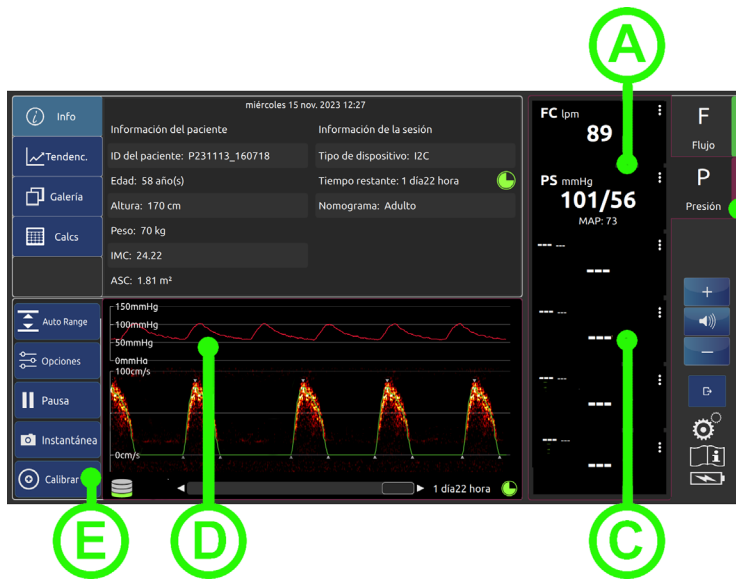 A
miércoles 15 nov. 2023 12:27
Info
Tendenc.
Galería
Calcs
Información del paciente
ID del paciente: P231113_160718
Edad: 58 año(s)
Altura: 170 cm
Peso: 70 kg
IMC: 24.22
ASC: 1.81 m²
Información de la sesión
Tipo de dispositivo: I2C
Tiempo restante: 1 día22 hora
Nomograma: Adulto
FC lpm
89
PS mmHg
101/56
MAP: 73
--- ---
---
--- ---
---
--- ---
---
--- ---
---
F
Flujo
P
Presión
+
−
Auto Range
Opciones
Pausa
Instantánea
Calibrar
150mmHg
100mmHg
50mmHg
0mmHg
100cm/s
0cm/s
1 día22 hora
E
D
C